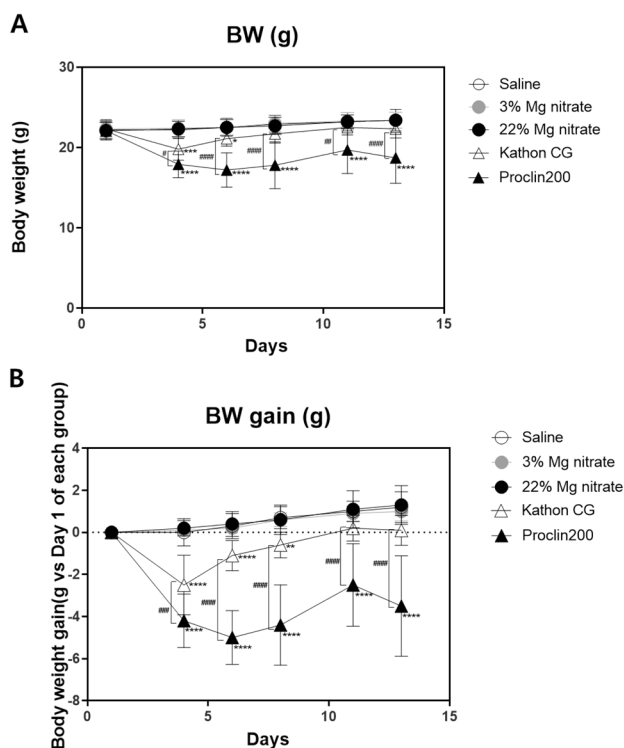 A
BW (g)
Body weight (g)
30
20
10
0
# *** #### * #### ## ####
**** **** **** **** ****
0 5 10 15
Days
Saline
3% Mg nitrate
22% Mg nitrate
Kathon CG
Proclin200
B
BW gain (g)
Body weight gain(g vs Day 1 of each group)
4
2
0
-2
-4
-6
-8
**** **** **
### #### #### #### ####
**** **** **** **** ****
0 5 10 15
Days
Saline
3% Mg nitrate
22% Mg nitrate
Kathon CG
Proclin200